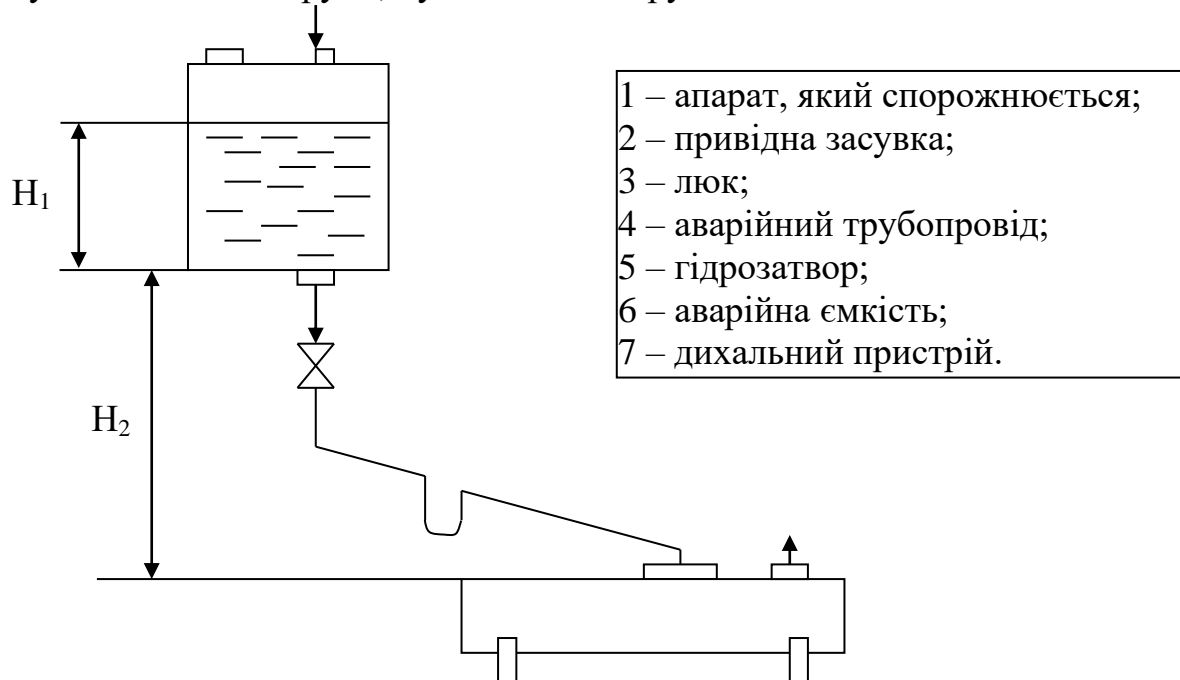 1 – апарат, який спорожнюється;
2 – привідна засувка;
3 – люк;
4 – аварійний трубопровід;
5 – гідрозатвор;
6 – аварійна ємкість;
7 – дихальний пристрій.
H₁
H₂